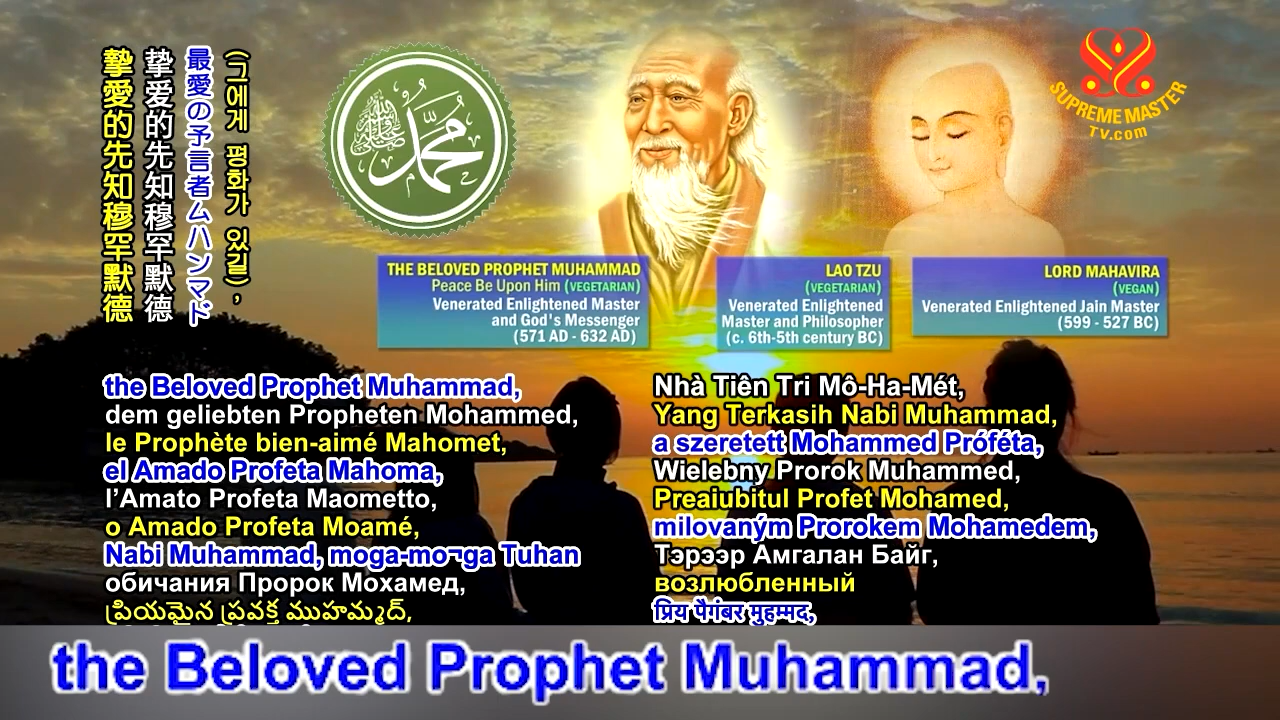 (그에게 평화가 있길),
最愛の予言者ムハンマド
挚爱的先知穆罕默德
摯愛的先知穆罕默德
محمد
SUPREME MASTER
TV.com
THE BELOVED PROPHET MUHAMMAD
Peace Be Upon Him (VEGETARIAN)
Venerated Enlightened Master
and God's Messenger
(571 AD - 632 AD)
LAO TZU
(VEGETARIAN)
Venerated Enlightened
Master and Philosopher
(c. 6th-5th century BC)
LORD MAHAVIRA
(VEGAN)
Venerated Enlightened Jain Master
(599 - 527 BC)
the Beloved Prophet Muhammad,
dem geliebten Propheten Mohammed,
le Prophète bien-aimé Mahomet,
el Amado Profeta Mahoma,
l’Amato Profeta Maometto,
o Amado Profeta Moamé,
Nabi Muhammad, moga-mo¬ga Tuhan
обичания Пророк Мохамед,
ప్రియమైన ప్రవక్త ముహమ్మద్,
Nhà Tiên Tri Mô-Ha-Mét,
Yang Terkasih Nabi Muhammad,
a szeretett Mohammed Próféta,
Wielebny Prorok Muhammed,
Preaiubitul Profet Mohamed,
milovaným Prorokem Mohamedem,
Тэрээр Амгалан Байг,
возлюбленный
प्रिय पैगंबर मुहम्मद,
the Beloved Prophet Muhammad,